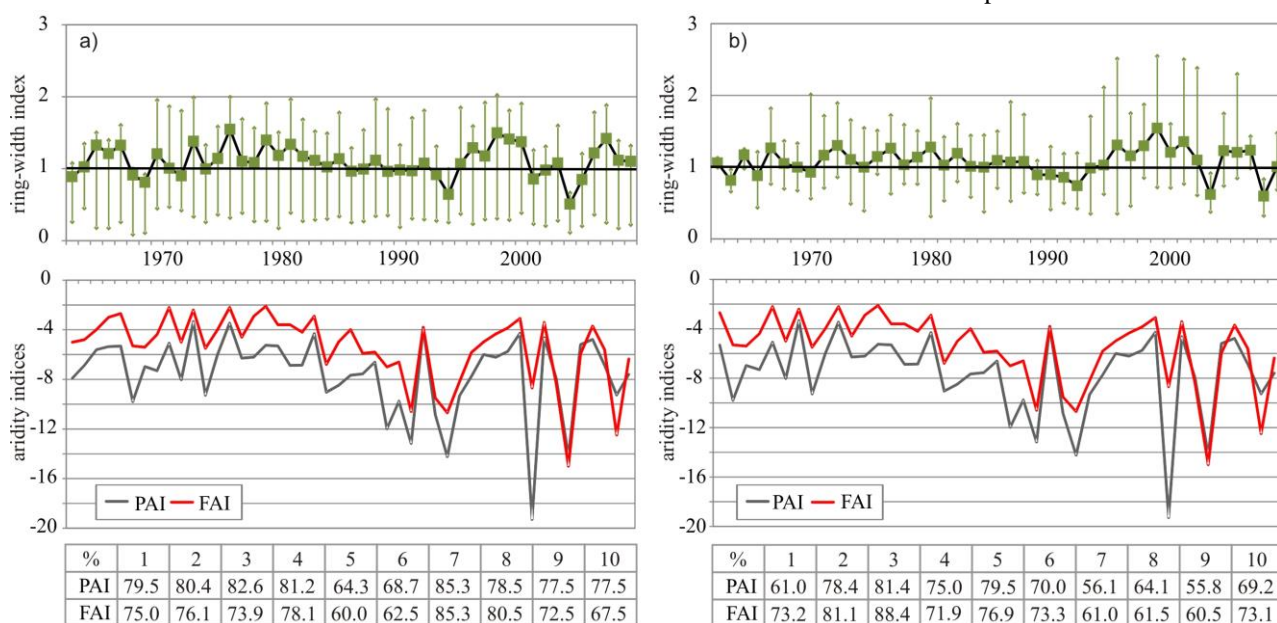 a)
ring-width index
3
2
1
0
1970 1980 1990 2000
b)
ring-width index
3
2
1
0
1970 1980 1990 2000
aridity indices
0
-4
-8
-12
-16
-20
PAI FAI
aridity indices
0
-4
-8
-12
-16
-20
PAI FAI
% 1 2 3 4 5 6 7 8 9 10
PAI 79.5 80.4 82.6 81.2 64.3 68.7 85.3 78.5 77.5 77.5
FAI 75.0 76.1 73.9 78.1 60.0 62.5 85.3 80.5 72.5 67.5
% 1 2 3 4 5 6 7 8 9 10
PAI 61.0 78.4 81.4 75.0 79.5 70.0 56.1 64.1 55.8 69.2
FAI 73.2 81.1 88.4 71.9 76.9 73.3 61.0 61.5 60.5 73.1